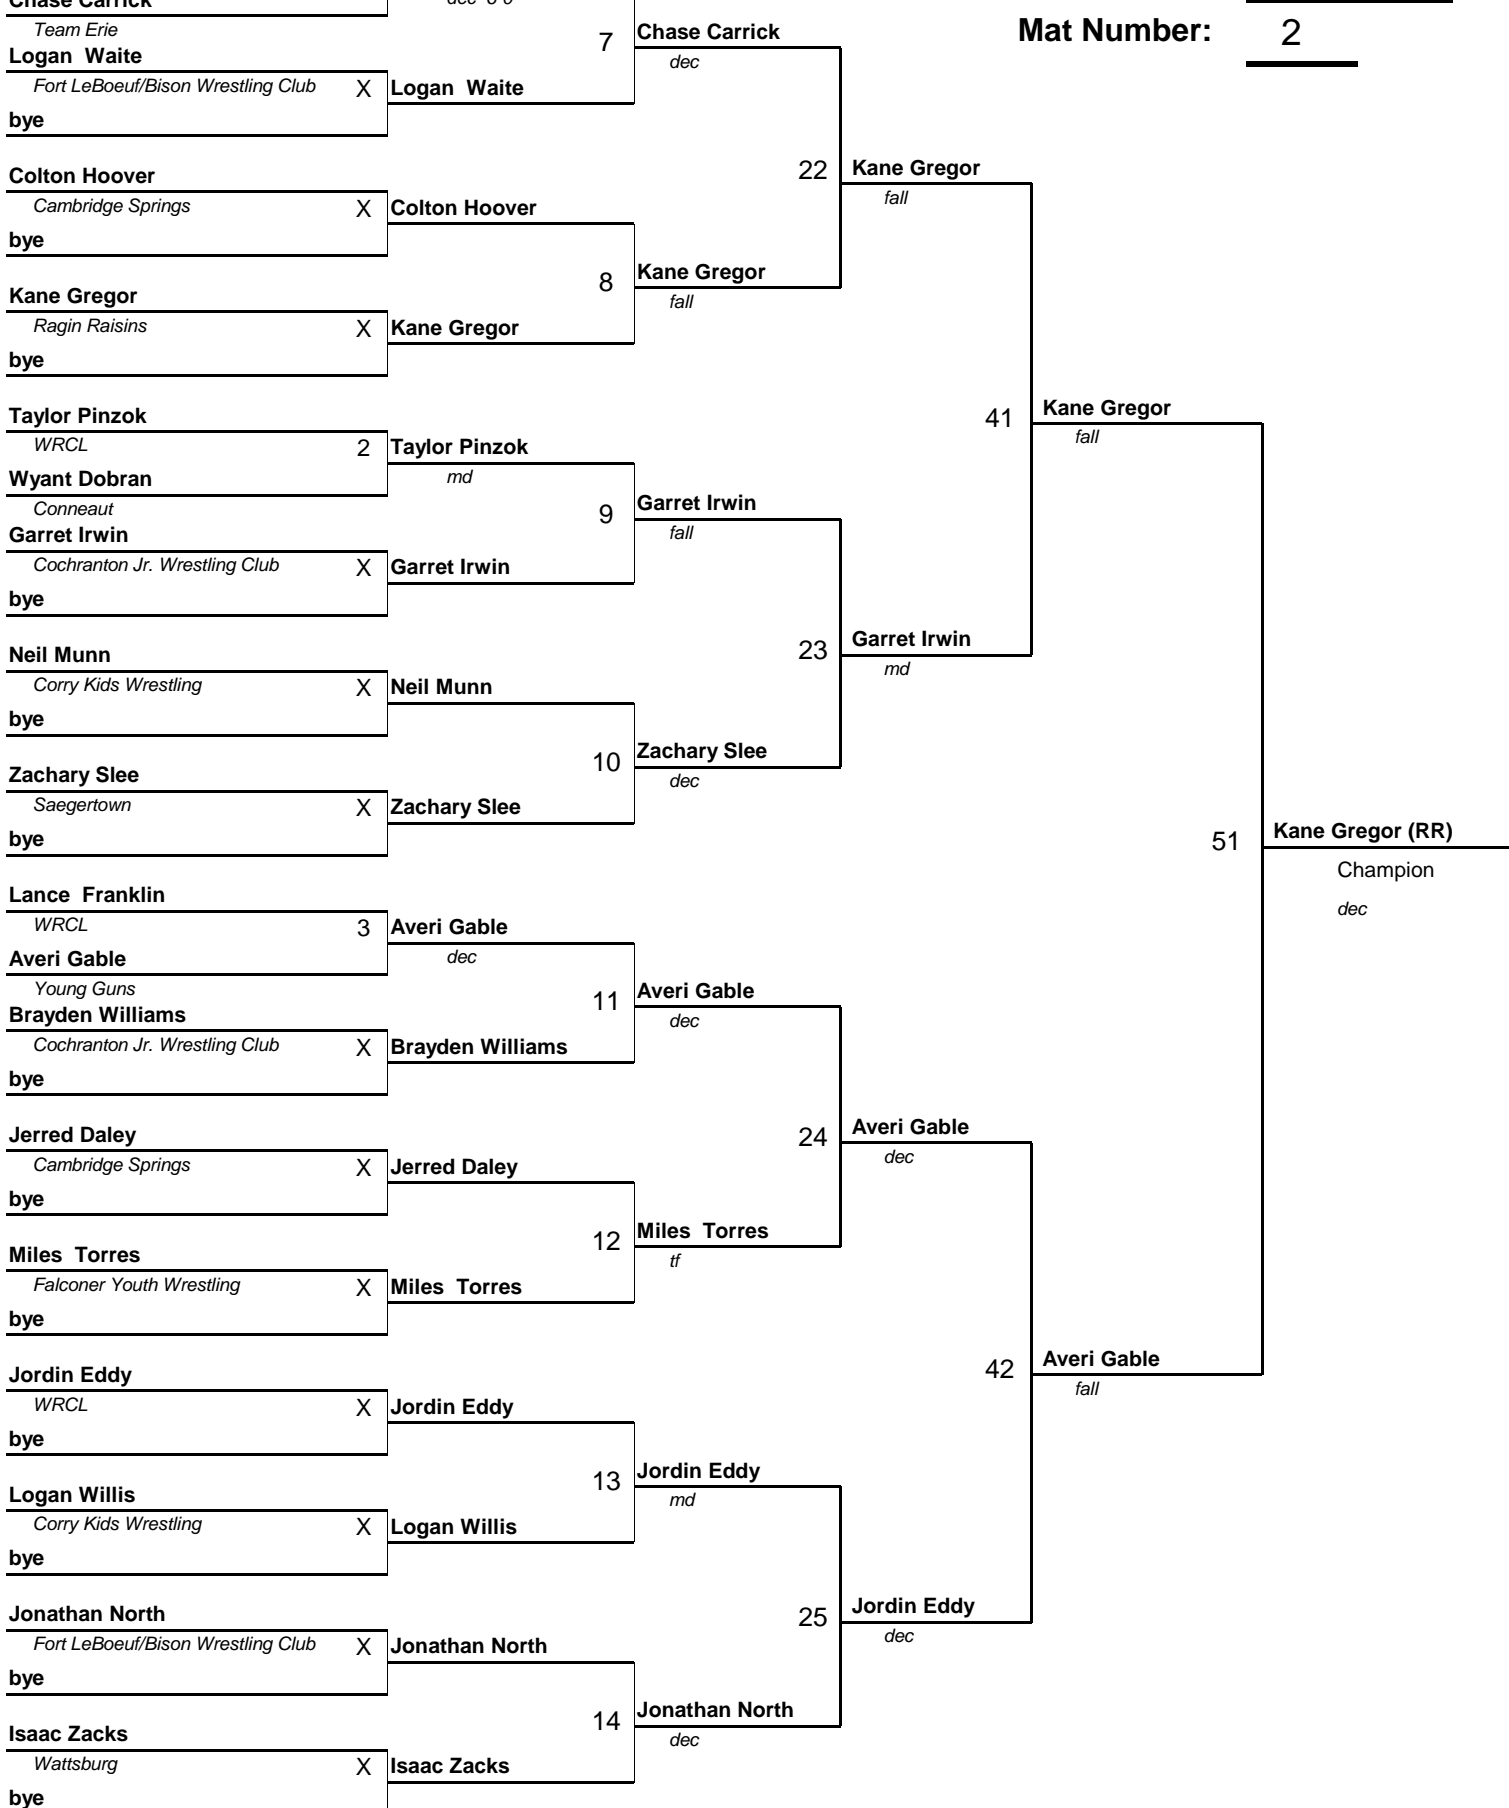 Chase Carrick
Team Erie
Logan Waite
Fort LeBoeuf/Bison Wrestling Club X
bye
Colton Hoover
Cambridge Springs X
bye
Kane Gregor
Ragin Raisins X
bye
Taylor Pinzok
WRCL 2
Wyant Dobran
Conneaut
Garret Irwin
Cochranton Jr. Wrestling Club X
bye
Neil Munn
Corry Kids Wrestling X
bye
Zachary Slee
Saegertown X
bye
Lance Franklin
WRCL 3
Averi Gable
Young Guns
Brayden Williams
Cochranton Jr. Wrestling Club X
bye
Jerred Daley
Cambridge Springs X
bye
Miles Torres
Falconer Youth Wrestling X
bye
Jordin Eddy
WRCL X
bye
Logan Willis
Corry Kids Wrestling X
bye
Jonathan North
Fort LeBoeuf/Bison Wrestling Club X
bye
Isaac Zacks
Wattsburg X
bye
7
Logan Waite
Colton Hoover
8
Kane Gregor
Taylor Pinzok
md
9
Garret Irwin
Neil Munn
10
Zachary Slee
Averi Gable
dec
11
Brayden Williams
Jerred Daley
12
Miles Torres
Jordin Eddy
13
Logan Willis
Jonathan North
14
Isaac Zacks
Chase Carrick
dec
22
Kane Gregor
fall
Garret Irwin
fall
23
Zachary Slee
dec
Averi Gable
dec
24
Miles Torres
tf
Jordin Eddy
md
25
Jonathan North
dec
Kane Gregor
fall
41
Garret Irwin
md
Averi Gable
dec
42
Jordin Eddy
dec
Mat Number: 2
Kane Gregor
fall
51
Averi Gable
fall
Kane Gregor (RR)
Champion
dec